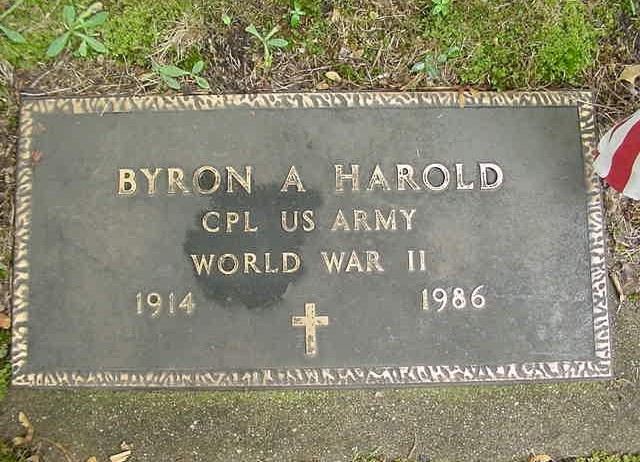 BYRON A HAROLD
CPL US ARMY
WORLD WAR II
1914 1986